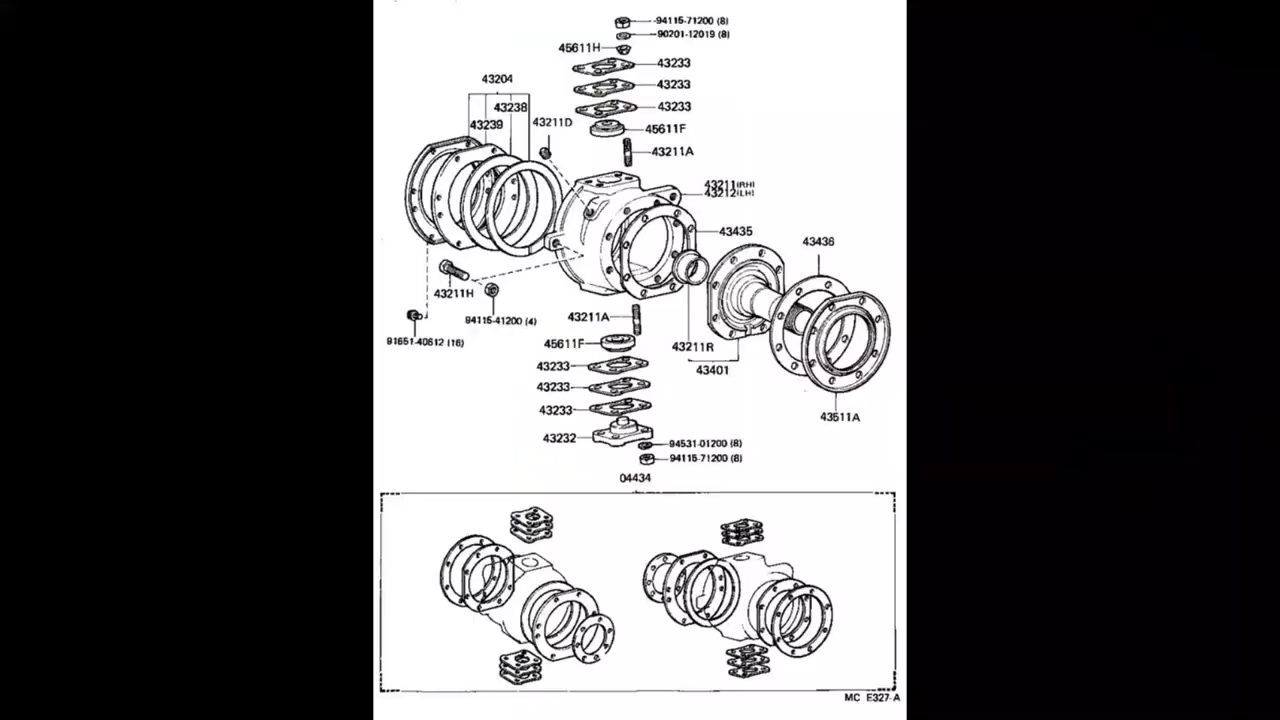 94115-71200 (8)
90201-12019 (8)
45611H
43233
43233
43233
45611F
43211A
43204
43238
43239
43211D
43211(RH)
43212(LH)
43435
43436
43211H
94115-41200 (4)
91651-40612 (16)
43211A
45611F
43233
43233
43233
43232
43211R
43401
43511A
94531-01200 (8)
94115-71200 (8)
04434
MC E327-A